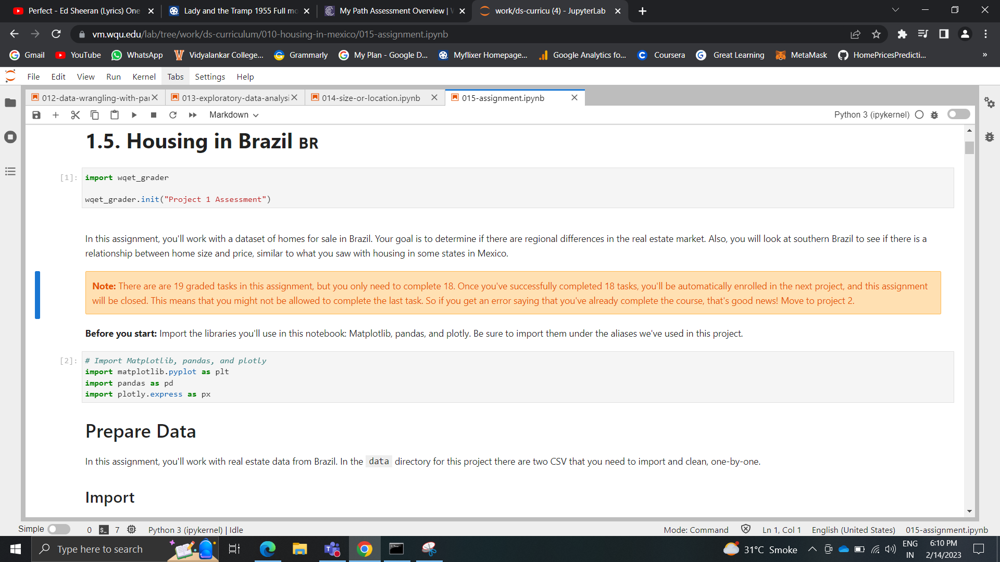 Perfect - Ed Sheeran (Lyrics) One
Lady and the Tramp 1955 Full mo
My Path Assessment Overview | W
work/ds-curricu (4) - JupyterLab
vm.wqu.edu/lab/tree/work/ds-curriculum/010-housing-in-mexico/015-assignment.ipynb
Gmail YouTube WhatsApp Vidyalankar College... Grammarly My Plan - Google D... Myflixer Homepage... Google Analytics fo... Coursera Great Learning MetaMask HomePricesPredicti... »
File Edit View Run Kernel Tabs Settings Help
012-data-wrangling-with-pan
013-exploratory-data-analysi
014-size-or-location.ipynb
015-assignment.ipynb
Markdown
Python 3 (ipykernel)
1.5. Housing in Brazil BR
[1]: import wqet_grader
wqet_grader.init("Project 1 Assessment")
In this assignment, you'll work with a dataset of homes for sale in Brazil. Your goal is to determine if there are regional differences in the real estate market. Also, you will look at southern Brazil to see if there is a
relationship between home size and price, similar to what you saw with housing in some states in Mexico.
Note: There are are 19 graded tasks in this assignment, but you only need to complete 18. Once you've successfully completed 18 tasks, you'll be automatically enrolled in the next project, and this assignment
will be closed. This means that you might not be allowed to complete the last task. So if you get an error saying that you've already complete the course, that's good news! Move to project 2.
Before you start: Import the libraries you'll use in this notebook: Matplotlib, pandas, and plotly. Be sure to import them under the aliases we've used in this project.
[2]: # Import Matplotlib, pandas, and plotly
import matplotlib.pyplot as plt
import pandas as pd
import plotly.express as px
Prepare Data
In this assignment, you'll work with real estate data from Brazil. In the data directory for this project there are two CSV that you need to import and clean, one-by-one.
Import
Simple 0 7 Python 3 (ipykernel) | Idle
Mode: Command Ln 1, Col 1 English (United States) 015-assignment.ipynb
Type here to search
31°C Smoke
ENG
IN
6:10 PM
2/14/2023